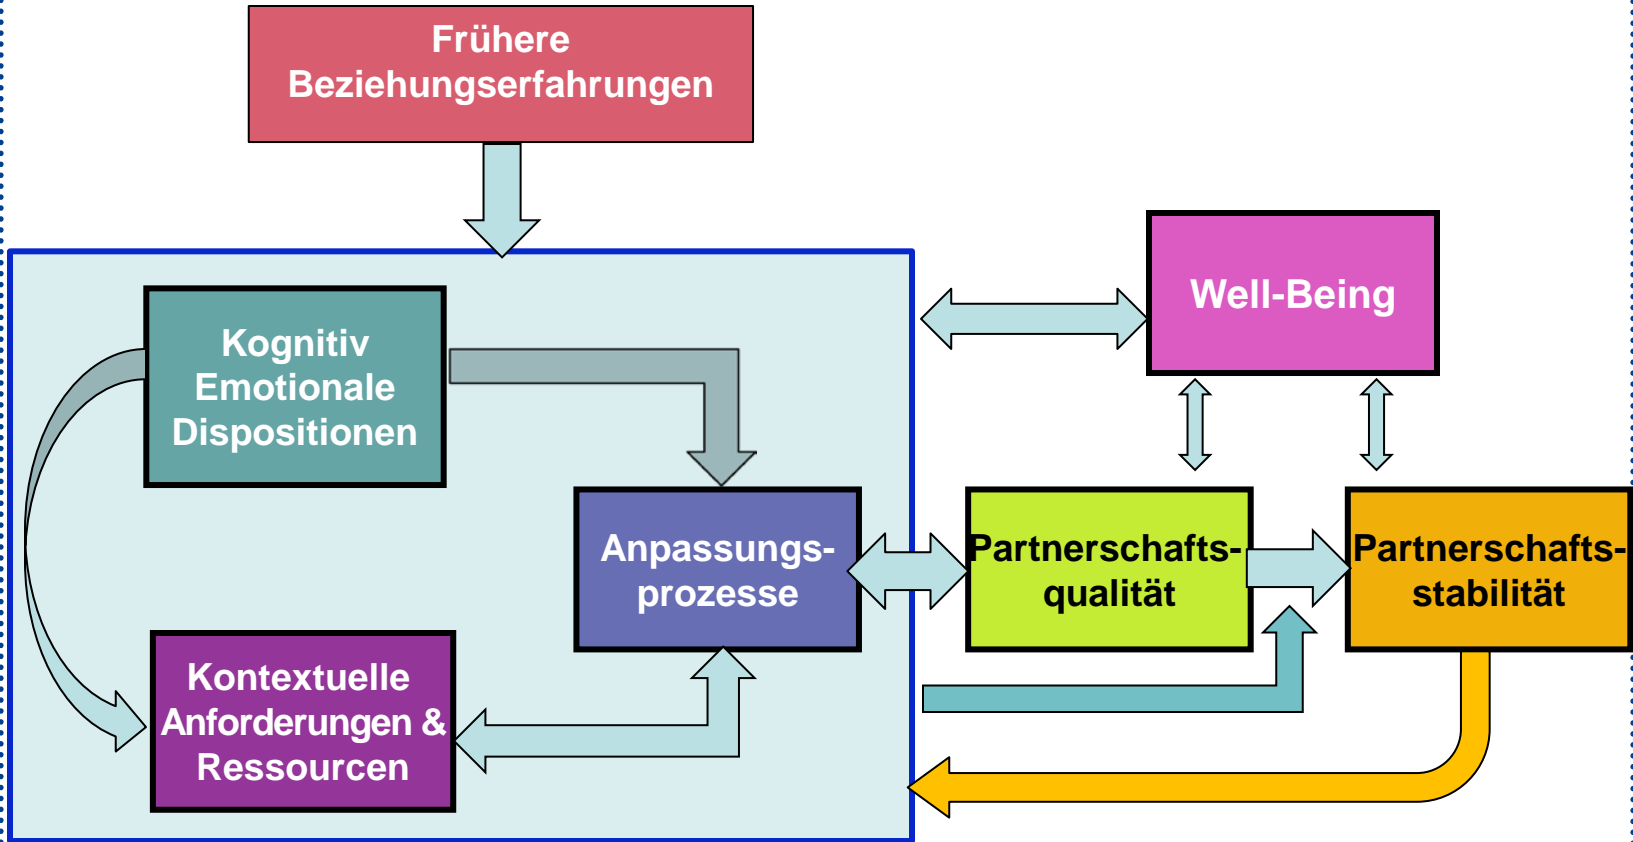 Frühere
Beziehungserfahrungen
Well-Being
Kognitiv
Emotionale
Dispositionen
Anpassungs-
prozesse
Partnerschafts-
qualität
Partnerschafts-
stabilität
Kontextuelle
Anforderungen &
Ressourcen